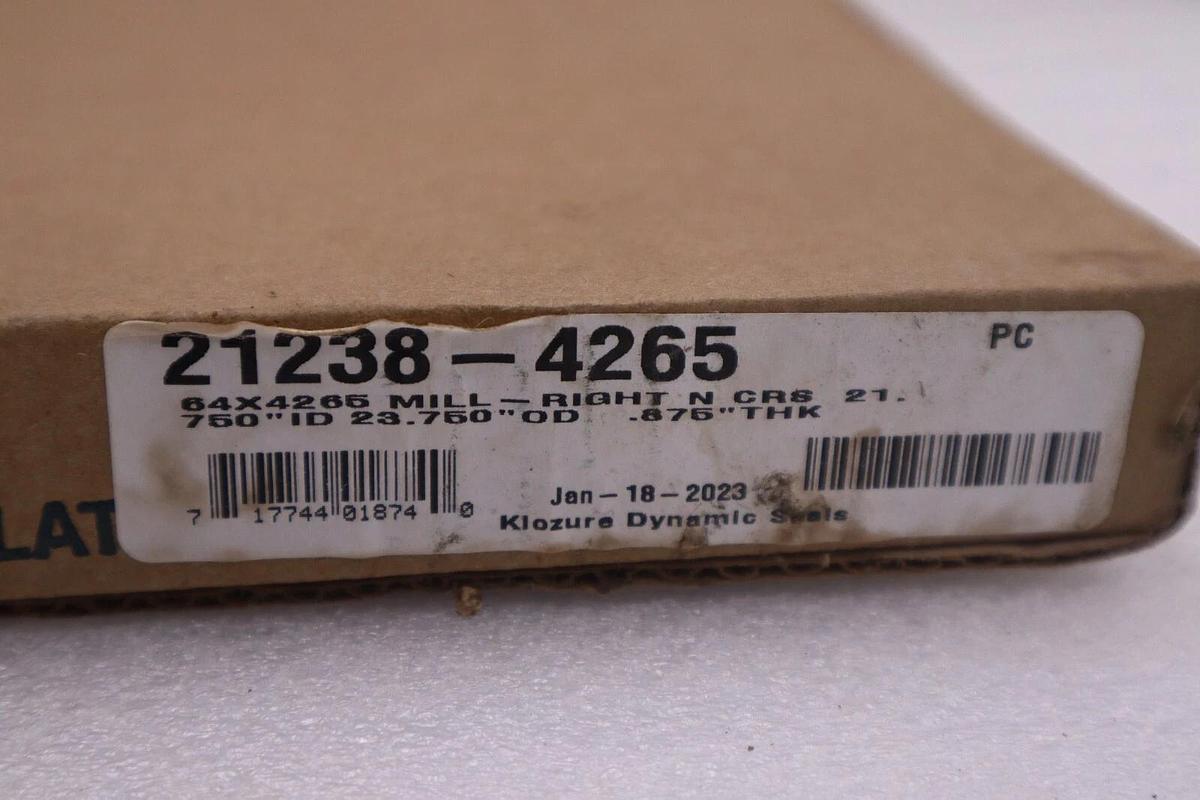 21238-4265
PC
64X4265 MILL-RIGHT N CRS 21.
750"ID 23.750"OD .875"THK
7 17744 01874 0
Jan-18-2023
Klozure Dynamic Seals
LAT